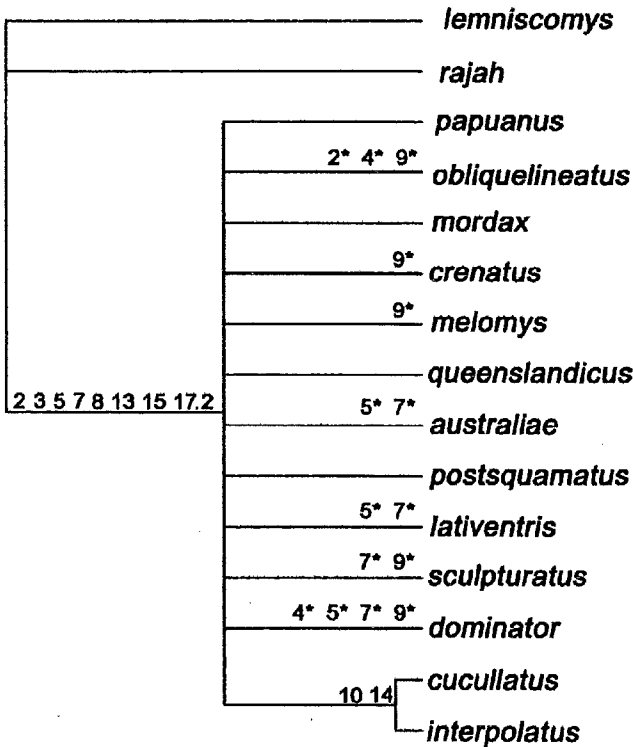 lemniscomys
rajah
papuanus
2* 4* 9*
obliquelineatus
mordax
9*
crenatus
9*
melomys
queenslandicus
2 3 5 7 8 13 15 17.2
5* 7*
australiae
postsquamatus
5* 7*
lativentris
7* 9*
sculpturatus
4* 5* 7* 9*
dominator
cucullatus
10 14
interpolatus